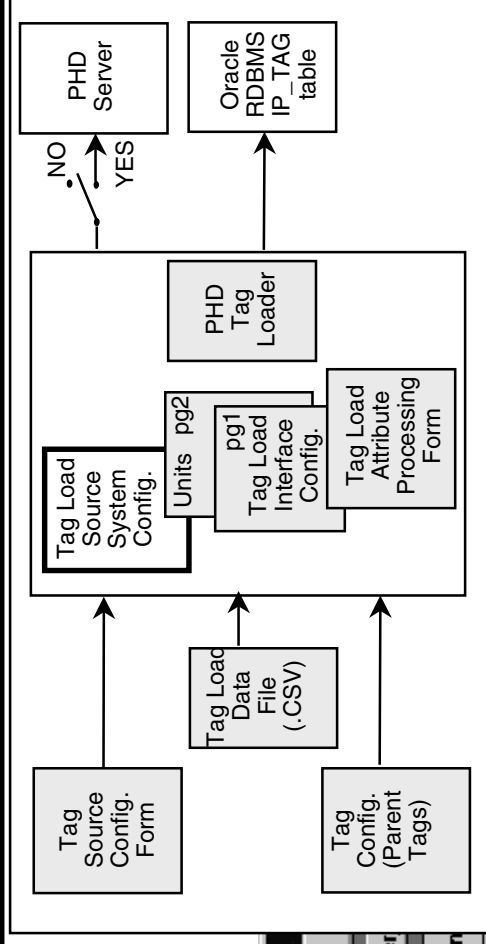 Tag
Source
Config.
Form
Tag Load
Data
File
(.CSV)
Tag
Config.
(Parent
Tags)
Tag Load
Source
System
Config.
Units pg2
pg1
Tag Load
Interface
Config.
Tag Load
Attribute
Processing
Form
PHD
Tag
Loader
NO
YES
PHD
Server
Oracle
RDBMS
IP_TAG
table